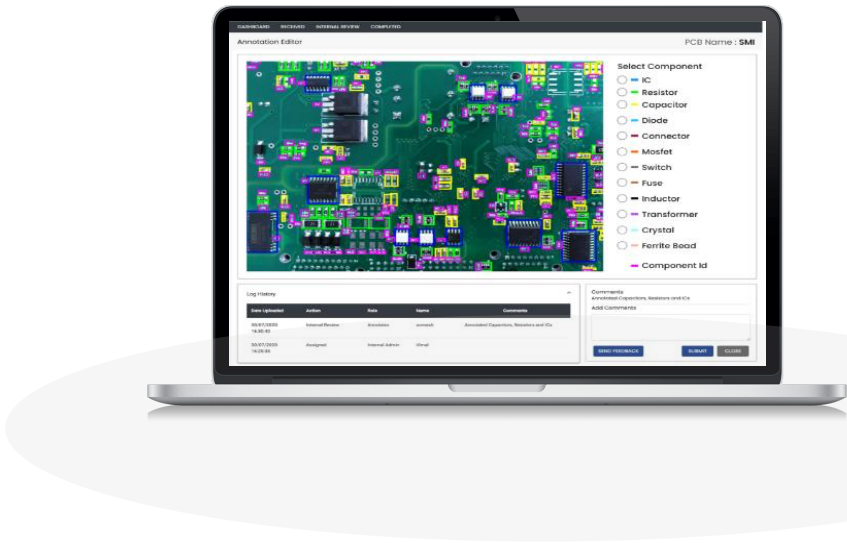 DASHBOARD RECEIVED INTERNAL REVIEW COMPLETED
Annotation Editor
PCB Name : SMI
Select Component
IC
Resistor
Capacitor
Diode
Connector
Mosfet
Switch
Fuse
Inductor
Transformer
Crystal
Ferrite Bead
Component Id
Log History
Date Uploaded Action Role Name Comments
Internal Review Annotator Annotated Capacitors, Resistors and ICs
Assigned Internal Admin
Comments
Annotated Capacitors, Resistors and ICs
Add Comments
SEND FEEDBACK SUBMIT CLOSE